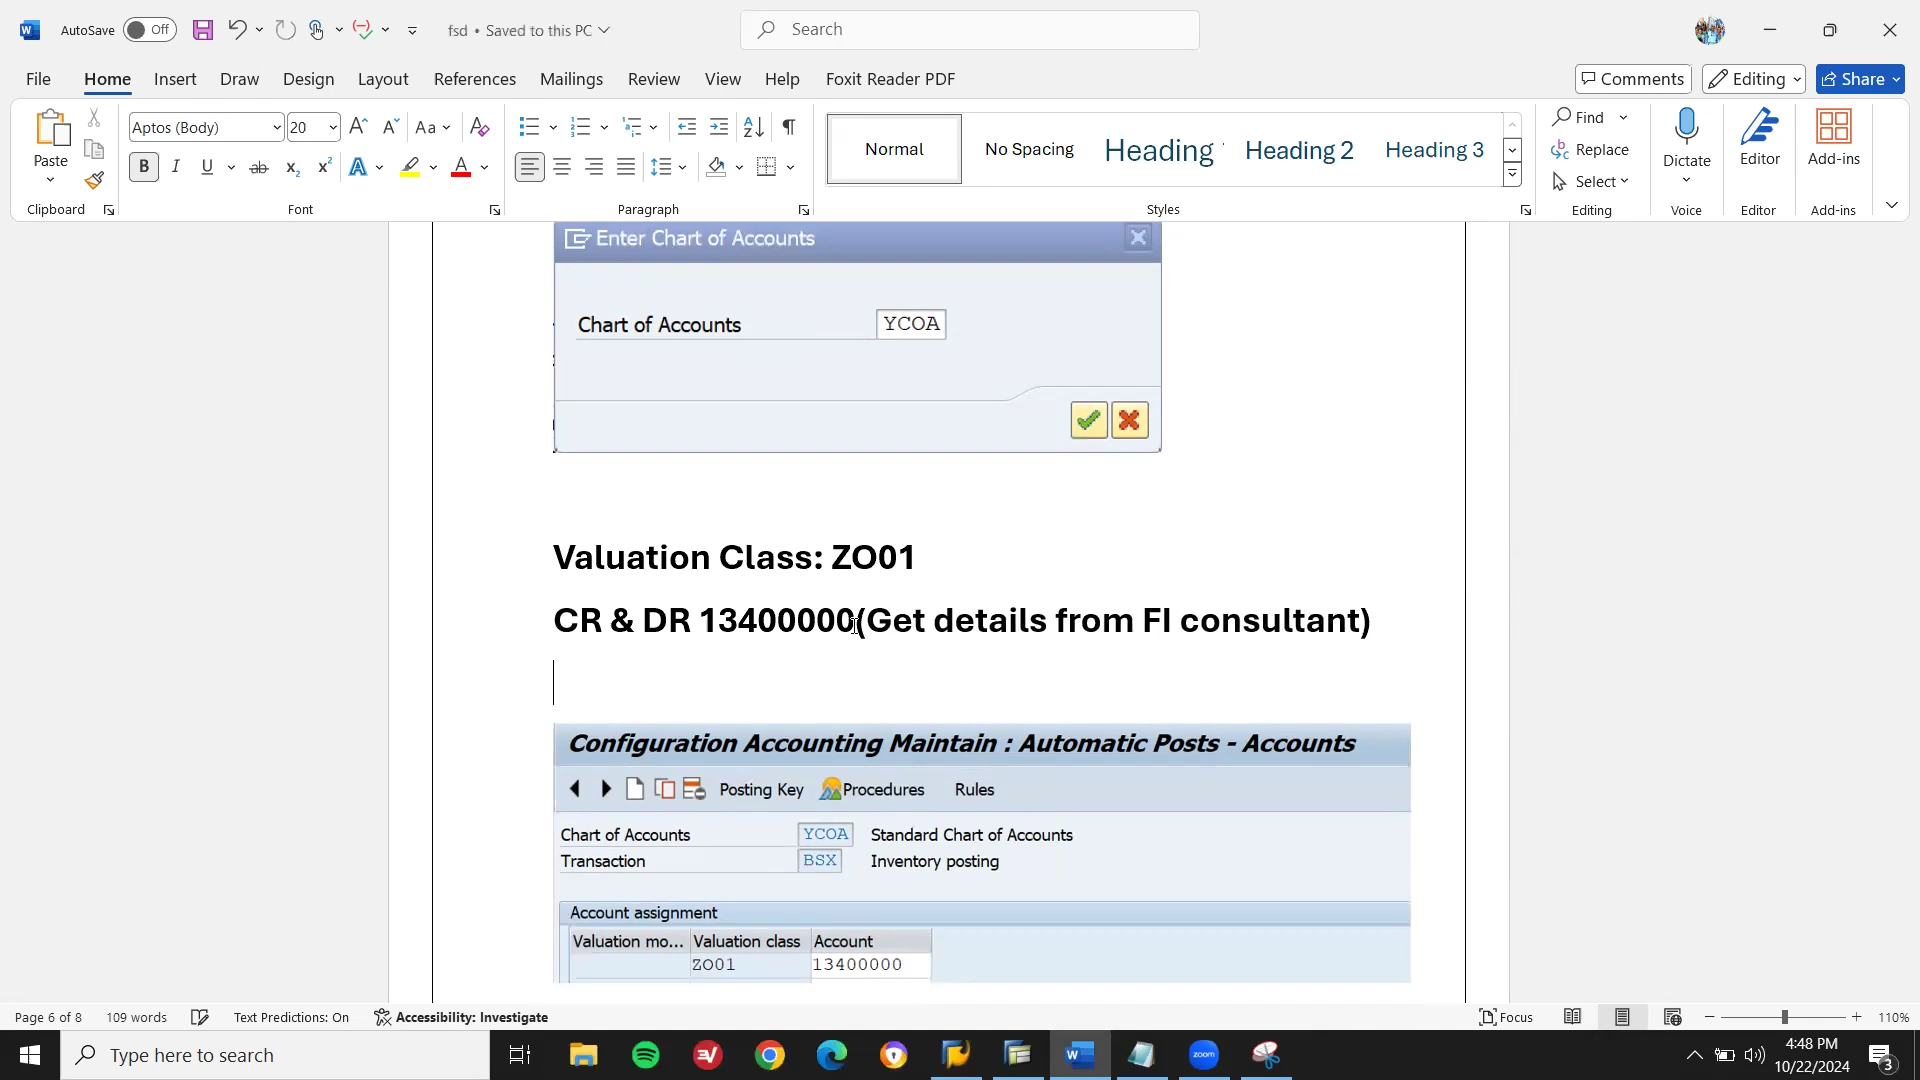 AutoSave Off fsd • Saved to this PC Search
File Home Insert Draw Design Layout References Mailings Review View Help Foxit Reader PDF Comments Editing Share
Paste Aptos (Body) 20 Normal No Spacing Heading Heading 2 Heading 3 Find Replace Select Dictate Editor Add-ins
Clipboard Font Paragraph Styles Editing Voice Editor Add-ins
Enter Chart of Accounts
Chart of Accounts YCOA
Valuation Class: ZO01
CR & DR 13400000(Get details from FI consultant)
Configuration Accounting Maintain : Automatic Posts - Accounts
Posting Key Procedures Rules
Chart of Accounts YCOA Standard Chart of Accounts
Transaction BSX Inventory posting
Account assignment
Valuation mo... Valuation class Account
ZO01 13400000
Page 6 of 8 109 words Text Predictions: On Accessibility: Investigate Focus 110%
Type here to search zoom 4:48 PM
10/22/2024 3